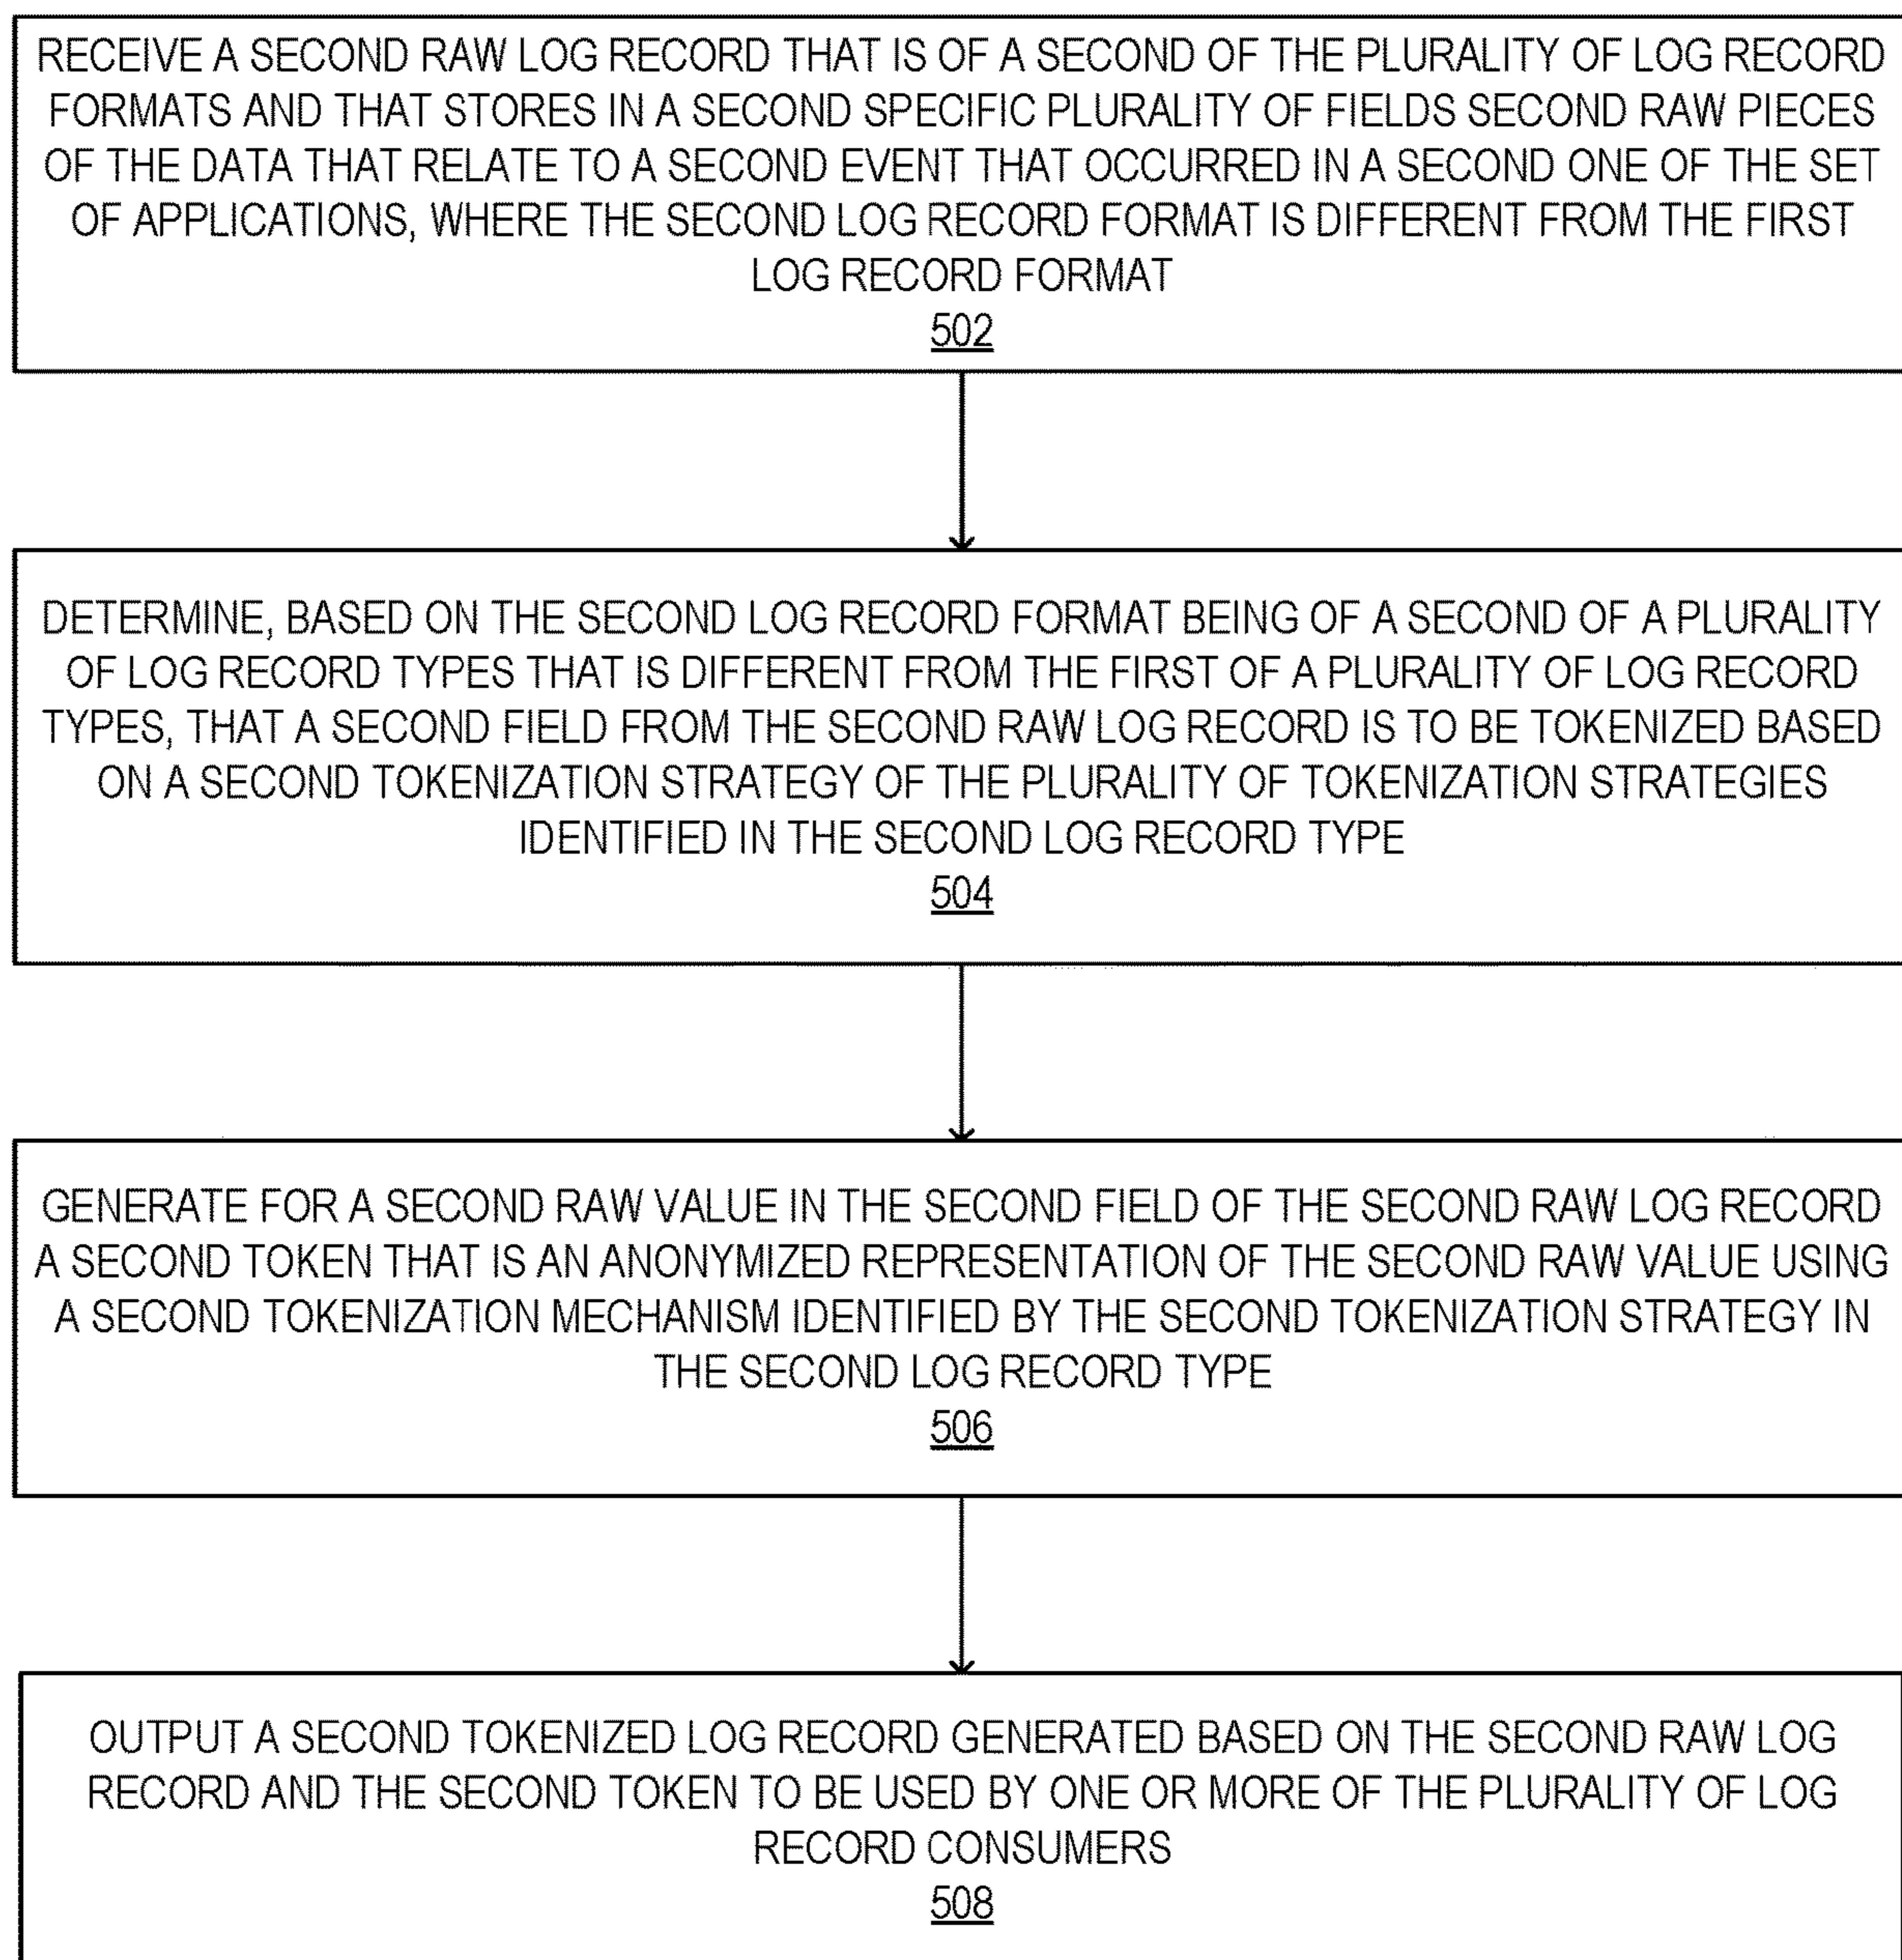 RECEIVE A SECOND RAW LOG RECORD THAT IS OF A SECOND OF THE PLURALITY OF LOG RECORD
FORMATS AND THAT STORES IN A SECOND SPECIFIC PLURALITY OF FIELDS SECOND RAW PIECES
OF THE DATA THAT RELATE TO A SECOND EVENT THAT OCCURRED IN A SECOND ONE OF THE SET
OF APPLICATIONS, WHERE THE SECOND LOG RECORD FORMAT IS DIFFERENT FROM THE FIRST
LOG RECORD FORMAT
502
DETERMINE, BASED ON THE SECOND LOG RECORD FORMAT BEING OF A SECOND OF A PLURALITY
OF LOG RECORD TYPES THAT IS DIFFERENT FROM THE FIRST OF A PLURALITY OF LOG RECORD
TYPES, THAT A SECOND FIELD FROM THE SECOND RAW LOG RECORD IS TO BE TOKENIZED BASED
ON A SECOND TOKENIZATION STRATEGY OF THE PLURALITY OF TOKENIZATION STRATEGIES
IDENTIFIED IN THE SECOND LOG RECORD TYPE
504
GENERATE FOR A SECOND RAW VALUE IN THE SECOND FIELD OF THE SECOND RAW LOG RECORD
A SECOND TOKEN THAT IS AN ANONYMIZED REPRESENTATION OF THE SECOND RAW VALUE USING
A SECOND TOKENIZATION MECHANISM IDENTIFIED BY THE SECOND TOKENIZATION STRATEGY IN
THE SECOND LOG RECORD TYPE
506
OUTPUT A SECOND TOKENIZED LOG RECORD GENERATED BASED ON THE SECOND RAW LOG
RECORD AND THE SECOND TOKEN TO BE USED BY ONE OR MORE OF THE PLURALITY OF LOG
RECORD CONSUMERS
508